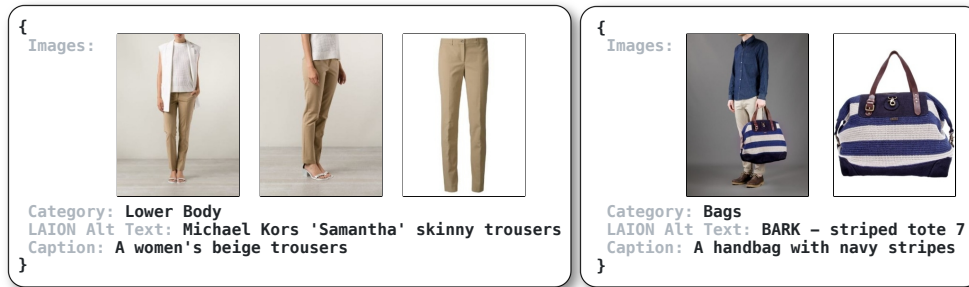 {
Images:
Category: Lower Body
LAION Alt Text: Michael Kors 'Samantha' skinny trousers
Caption: A women's beige trousers
}
{
Images:
Category: Bags
LAION Alt Text: BARK – striped tote 7
Caption: A handbag with navy stripes
}